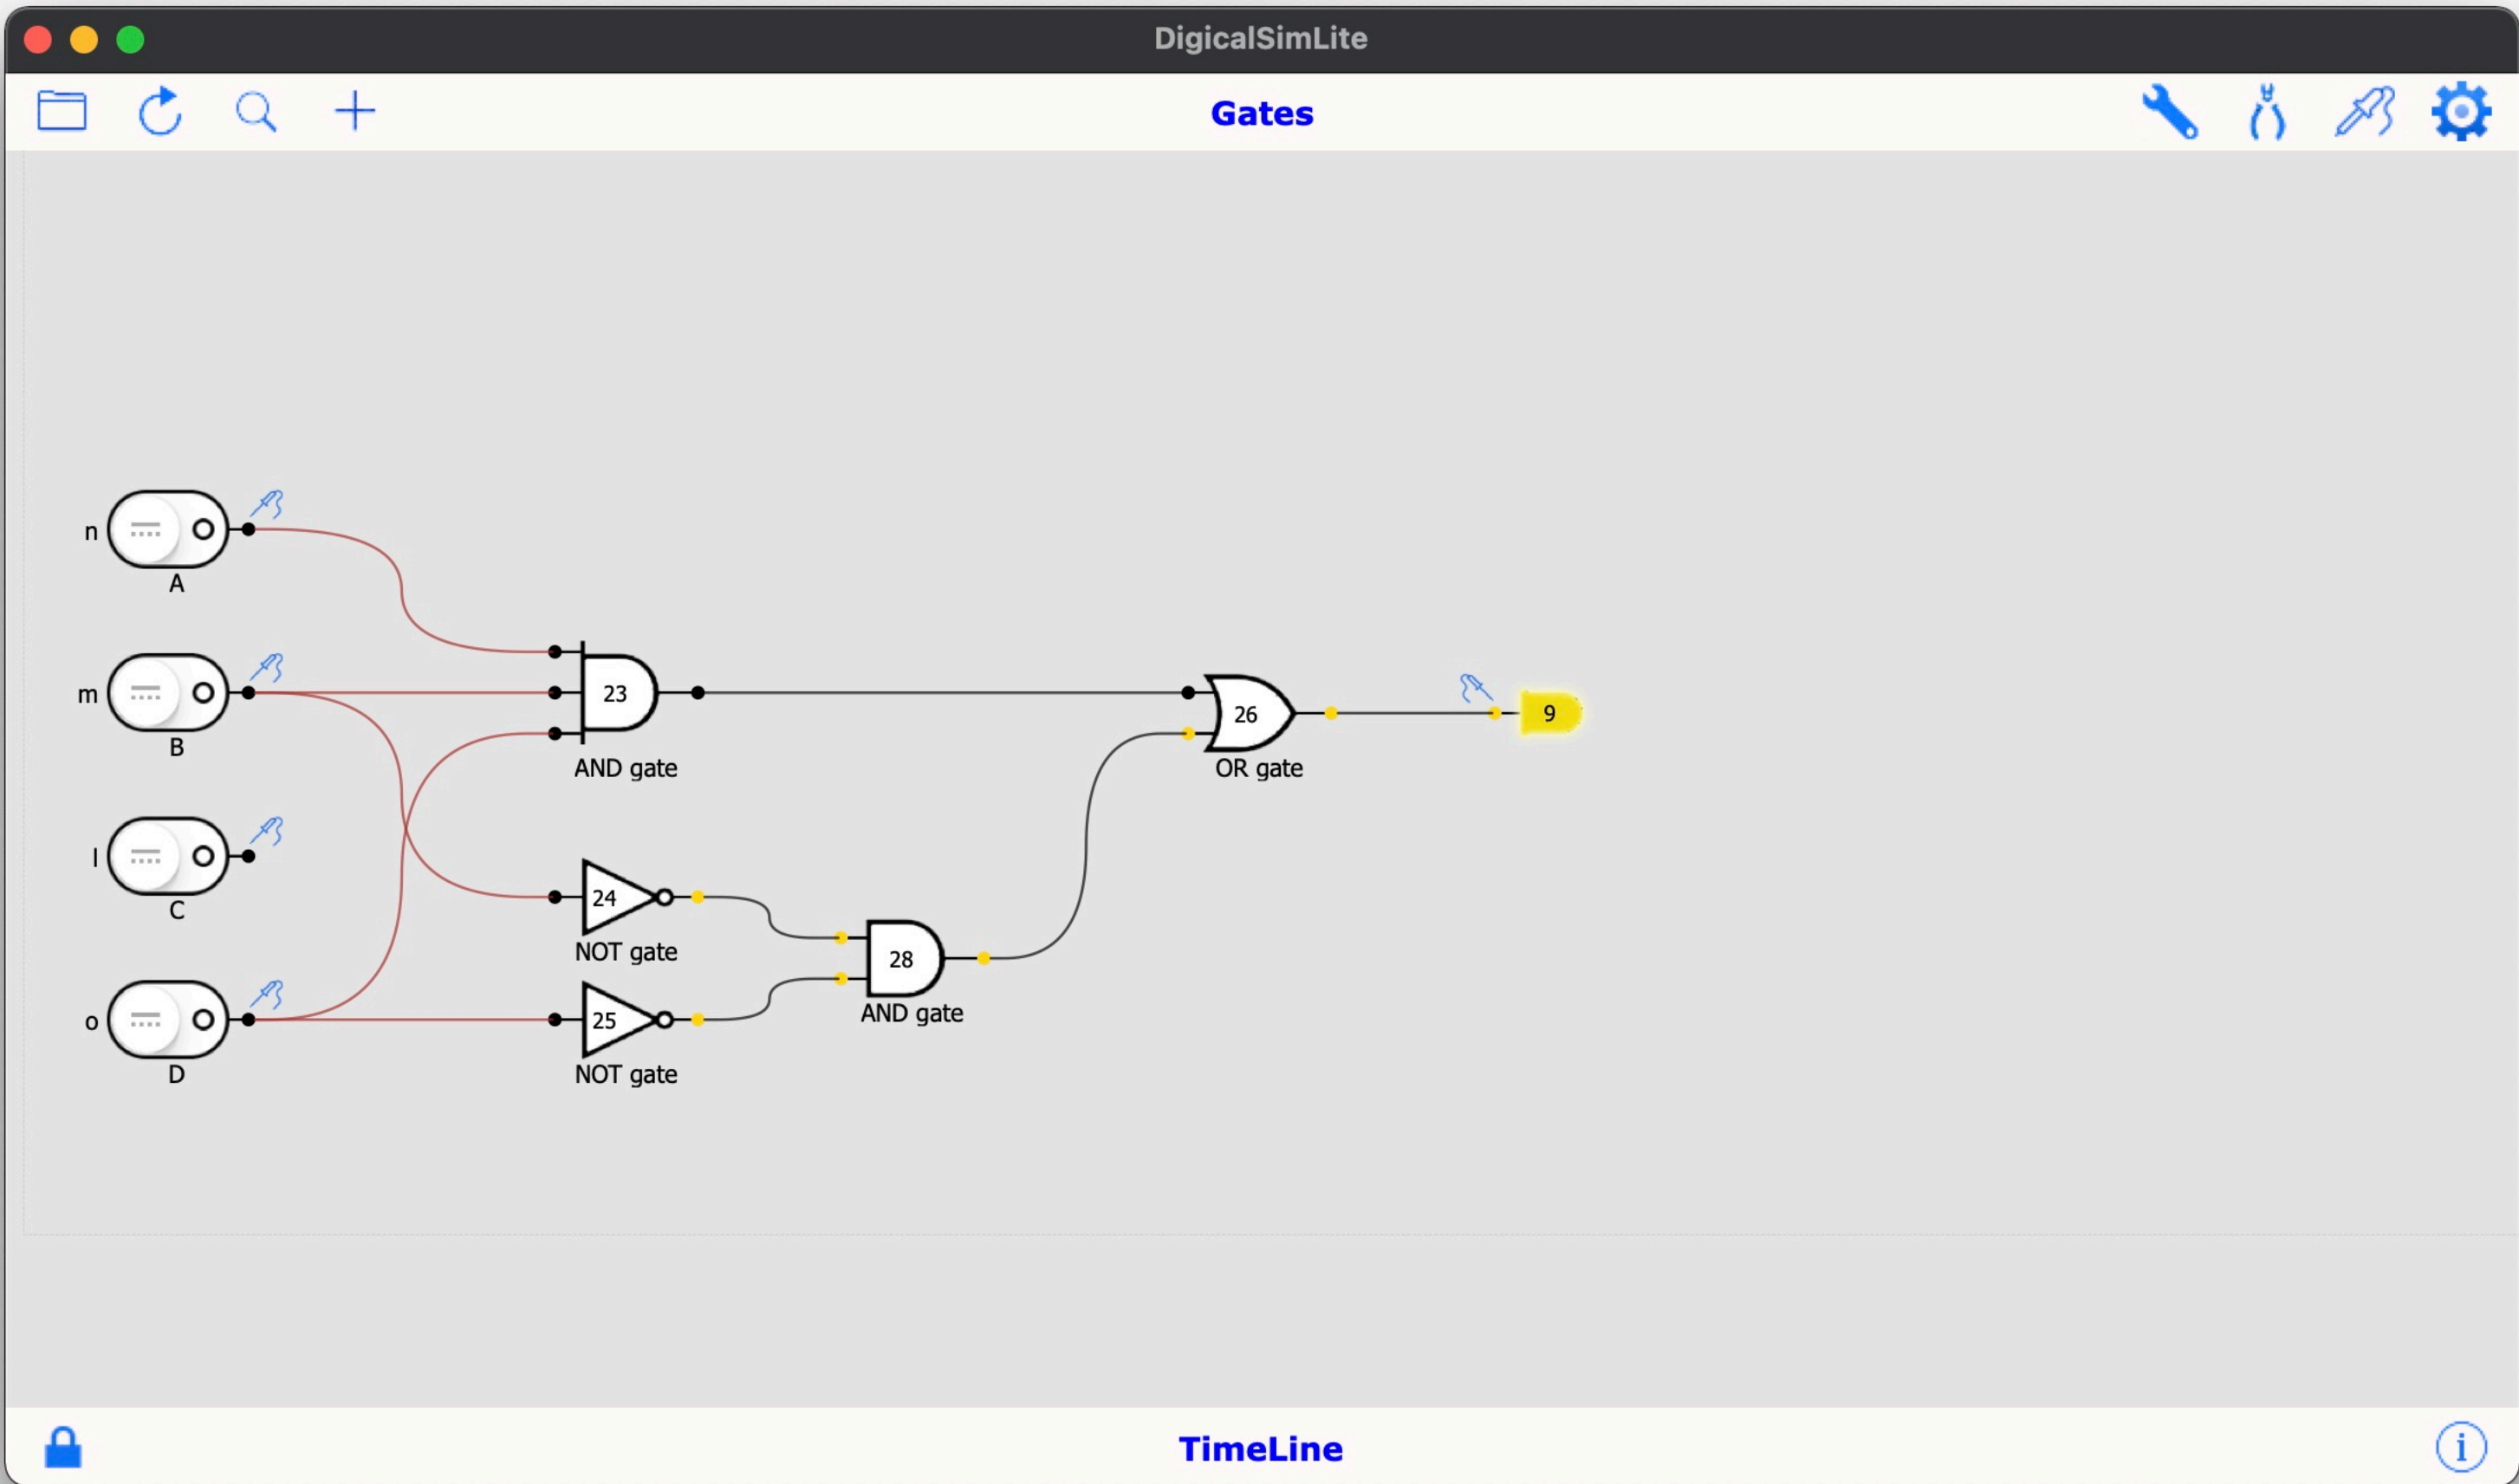 DigicalSimLite
Gates
n
A
m
B
23
AND gate
26
OR gate
9
l
C
24
NOT gate
28
AND gate
o
D
25
NOT gate
TimeLine
i